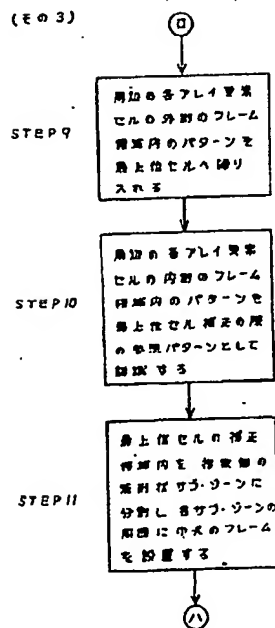 (その3)
ロ
STEP9
周辺の各アレイ要素
セルの外側のフレーム
領域内のパターンを
最上位セルへ繰り
入れる
STEP10
周辺の各アレイ要素
セルの内側のフレーム
領域内のパターンを
最上位セル補正の際
の参照パターンとして
認識する
STEP11
最上位セルの補正
領域内を 複数個の
矩形状サブ・ゾーンに
分割し 各サブ・ゾーンの
周囲に 巾犬のフレーム
を設置する
ハ